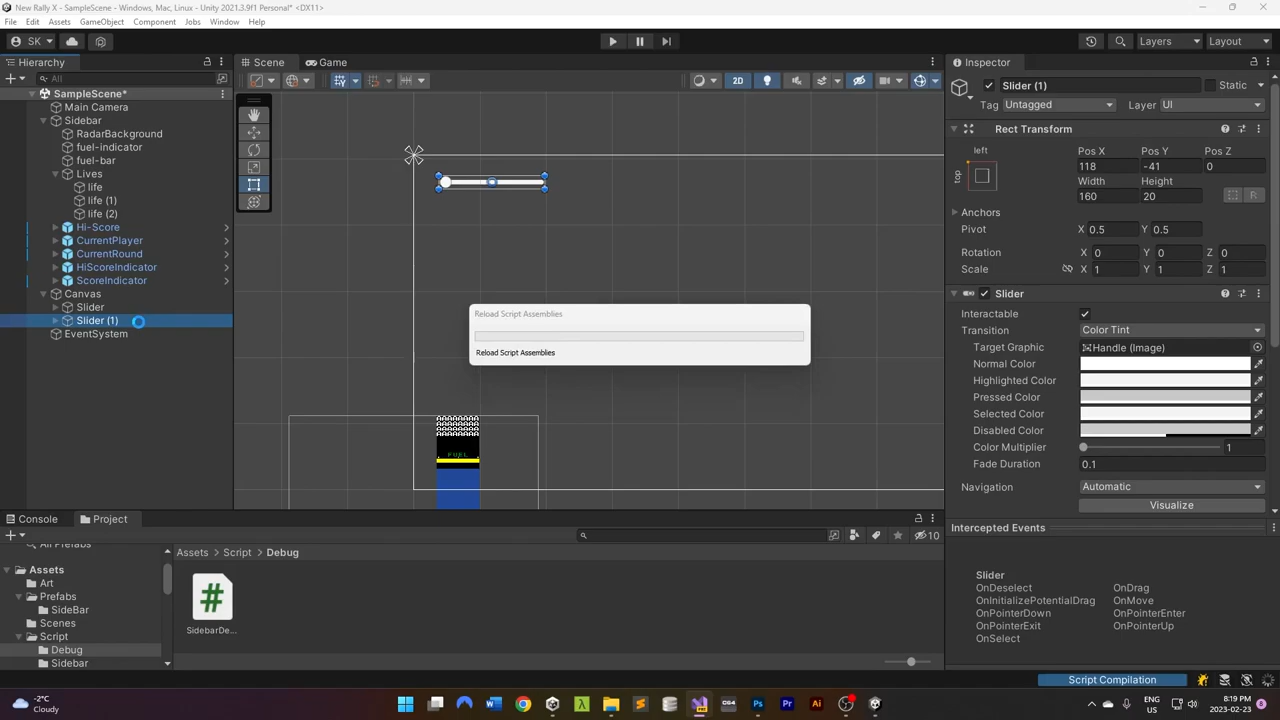 New Rally X - SampleScene - Windows, Mac, Linux - Unity 2021.3.9f1 Personal* <DX11>
File Edit Assets GameObject Component Jobs Window Help
SK
Layers
Layout
Hierarchy
All
SampleScene*
Main Camera
Sidebar
RadarBackground
fuel-indicator
fuel-bar
Lives
life
life (1)
life (2)
Hi-Score
CurrentPlayer
CurrentRound
HiScoreIndicator
ScoreIndicator
Canvas
Slider
Slider (1)
EventSystem
Scene Game
2D
FUEL
Reload Script Assemblies
Reload Script Assemblies
Inspector
Slider (1)
Static
Tag Untagged Layer UI
Rect Transform
left
top
Pos X Pos Y Pos Z
118 -41 0
Width Height
160 20
R
Anchors
Pivot X 0.5 Y 0.5
Rotation X 0 Y 0 Z 0
Scale X 1 Y 1 Z 1
Slider
Interactable
Transition Color Tint
Target Graphic Handle (Image)
Normal Color
Highlighted Color
Pressed Color
Selected Color
Disabled Color
Color Multiplier 1
Fade Duration 0.1
Navigation Automatic
Visualize
Intercepted Events
Slider
OnDeselect OnDrag
OnInitializePotentialDrag OnMove
OnPointerDown OnPointerEnter
OnPointerExit OnPointerUp
OnSelect
Console Project
10
All Prefabs
Assets
Art
Prefabs
SideBar
Scenes
Script
Debug
Sidebar
Assets > Script > Debug
#
SidebarDe...
Script Compilation
-2°C
Cloudy
ENG
US
8:19 PM
2023-02-23